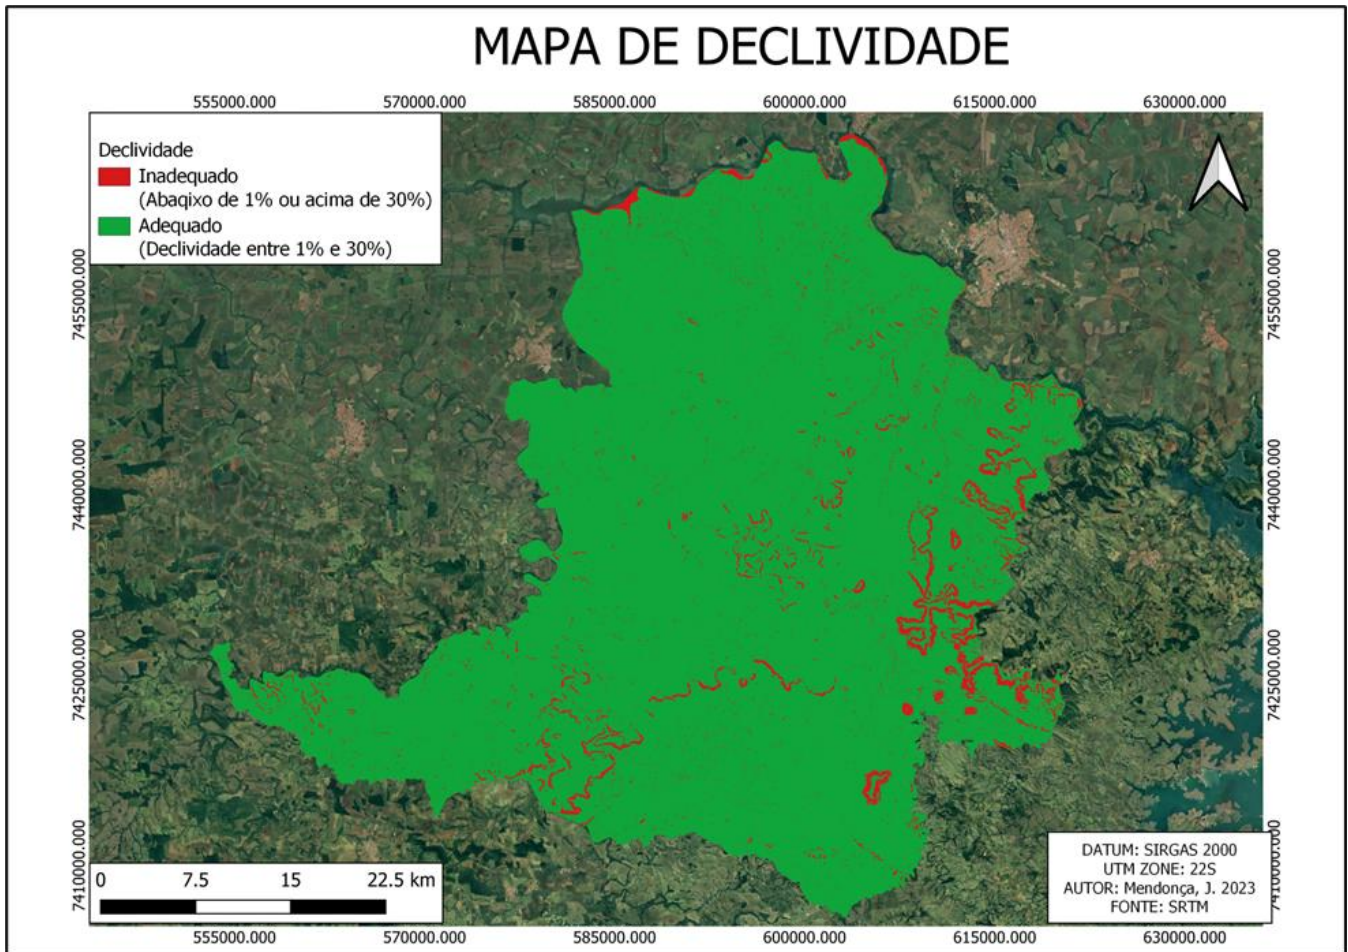 MAPA DE DECLIVIDADE
555000.000 570000.000 585000.000 600000.000 615000.000 630000.000
Declividade
Inadequado
(Abaqixo de 1% ou acima de 30%)
Adequado
(Declividade entre 1% e 30%)
7455000.000 7455000.000
7440000.000 7440000.000
7425000.000 7425000.000
7410000.000 7410000.000
0 7.5 15 22.5 km
DATUM: SIRGAS 2000
UTM ZONE: 22S
AUTOR: Mendonça, J. 2023
FONTE: SRTM
555000.000 570000.000 585000.000 600000.000 615000.000 630000.000